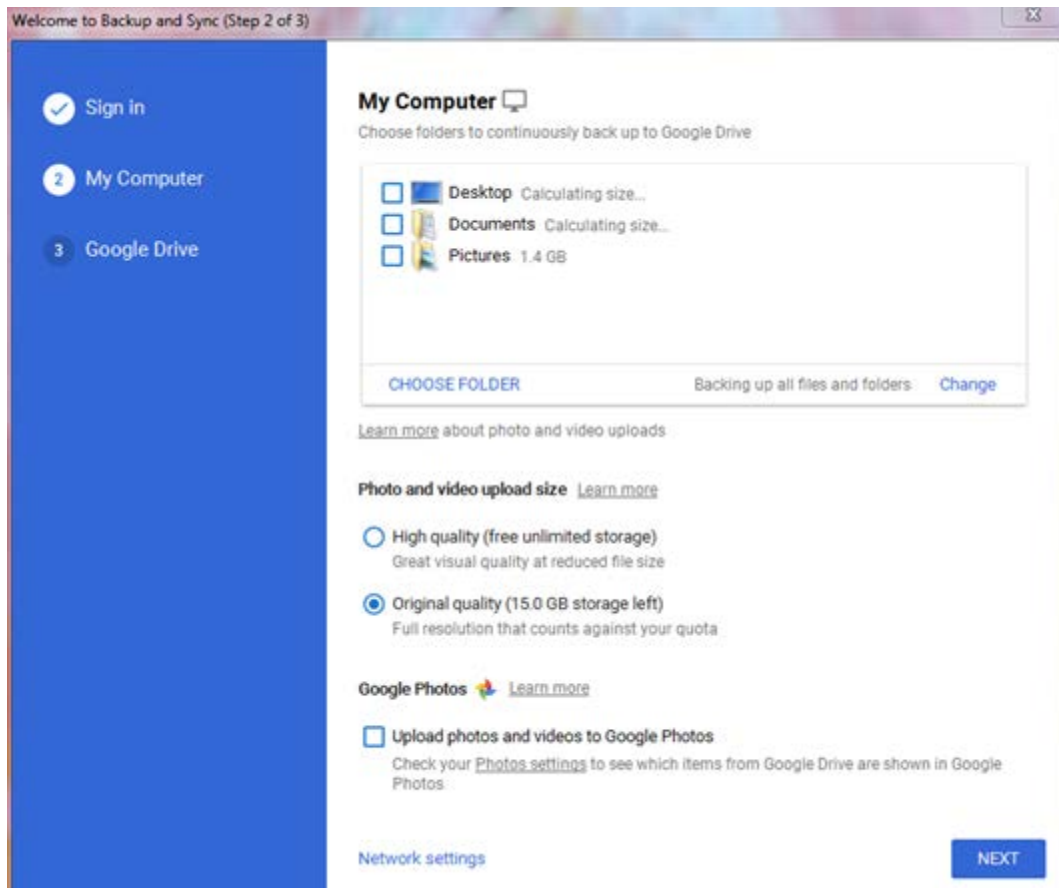 Welcome to Backup and Sync (Step 2 of 3)
Sign in
2 My Computer
3 Google Drive
My Computer
Choose folders to continuously back up to Google Drive
Desktop Calculating size...
Documents Calculating size...
Pictures 1.4 GB
CHOOSE FOLDER Backing up all files and folders Change
Learn more about photo and video uploads
Photo and video upload size Learn more
High quality (free unlimited storage)
Great visual quality at reduced file size
Original quality (15.0 GB storage left)
Full resolution that counts against your quota
Google Photos Learn more
Upload photos and videos to Google Photos
Check your Photos settings to see which items from Google Drive are shown in Google
Photos
Network settings NEXT